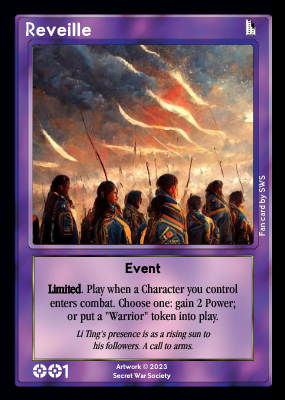 Reveille
Fan card by SWS
Event
Limited. Play when a Character you control
enters combat. Choose one: gain 2 Power;
or put a "Warrior" token into play.
Li Ting's presence is as a rising sun to
his followers. A call to arms.
1
Artwork © 2023
Secret War Society